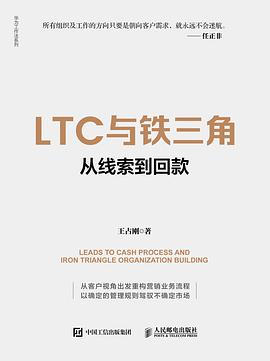 华为工作法系列
所有组织及工作的方向只要是朝向客户需求，就永远不会迷航。
—— 任正非
LTC与铁三角
从线索到回款
王占刚◎著
LEADS TO CASH PROCESS AND
IRON TRIANGLE ORGANIZATION BUILDING
从客户视角出发重构营销业务流程
以确定的管理规则驾驭不确定市场
中国工信出版集团
人民邮电出版社
POSTS & TELECOM PRESS